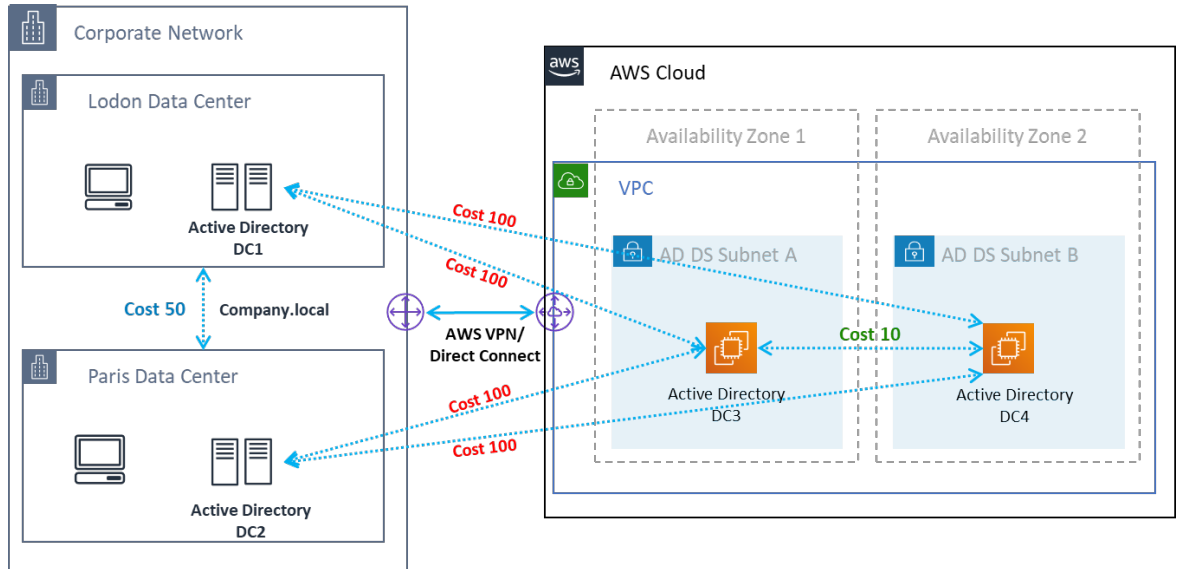 Corporate Network
Lodon Data Center
Active Directory
DC1
Cost 50
Company.local
Paris Data Center
Active Directory
DC2
AWS VPN/
Direct Connect
Cost 100
Cost 100
Cost 100
Cost 100
aws
AWS Cloud
Availability Zone 1
Availability Zone 2
VPC
AD DS Subnet A
AD DS Subnet B
Cost 10
Active Directory
DC3
Active Directory
DC4